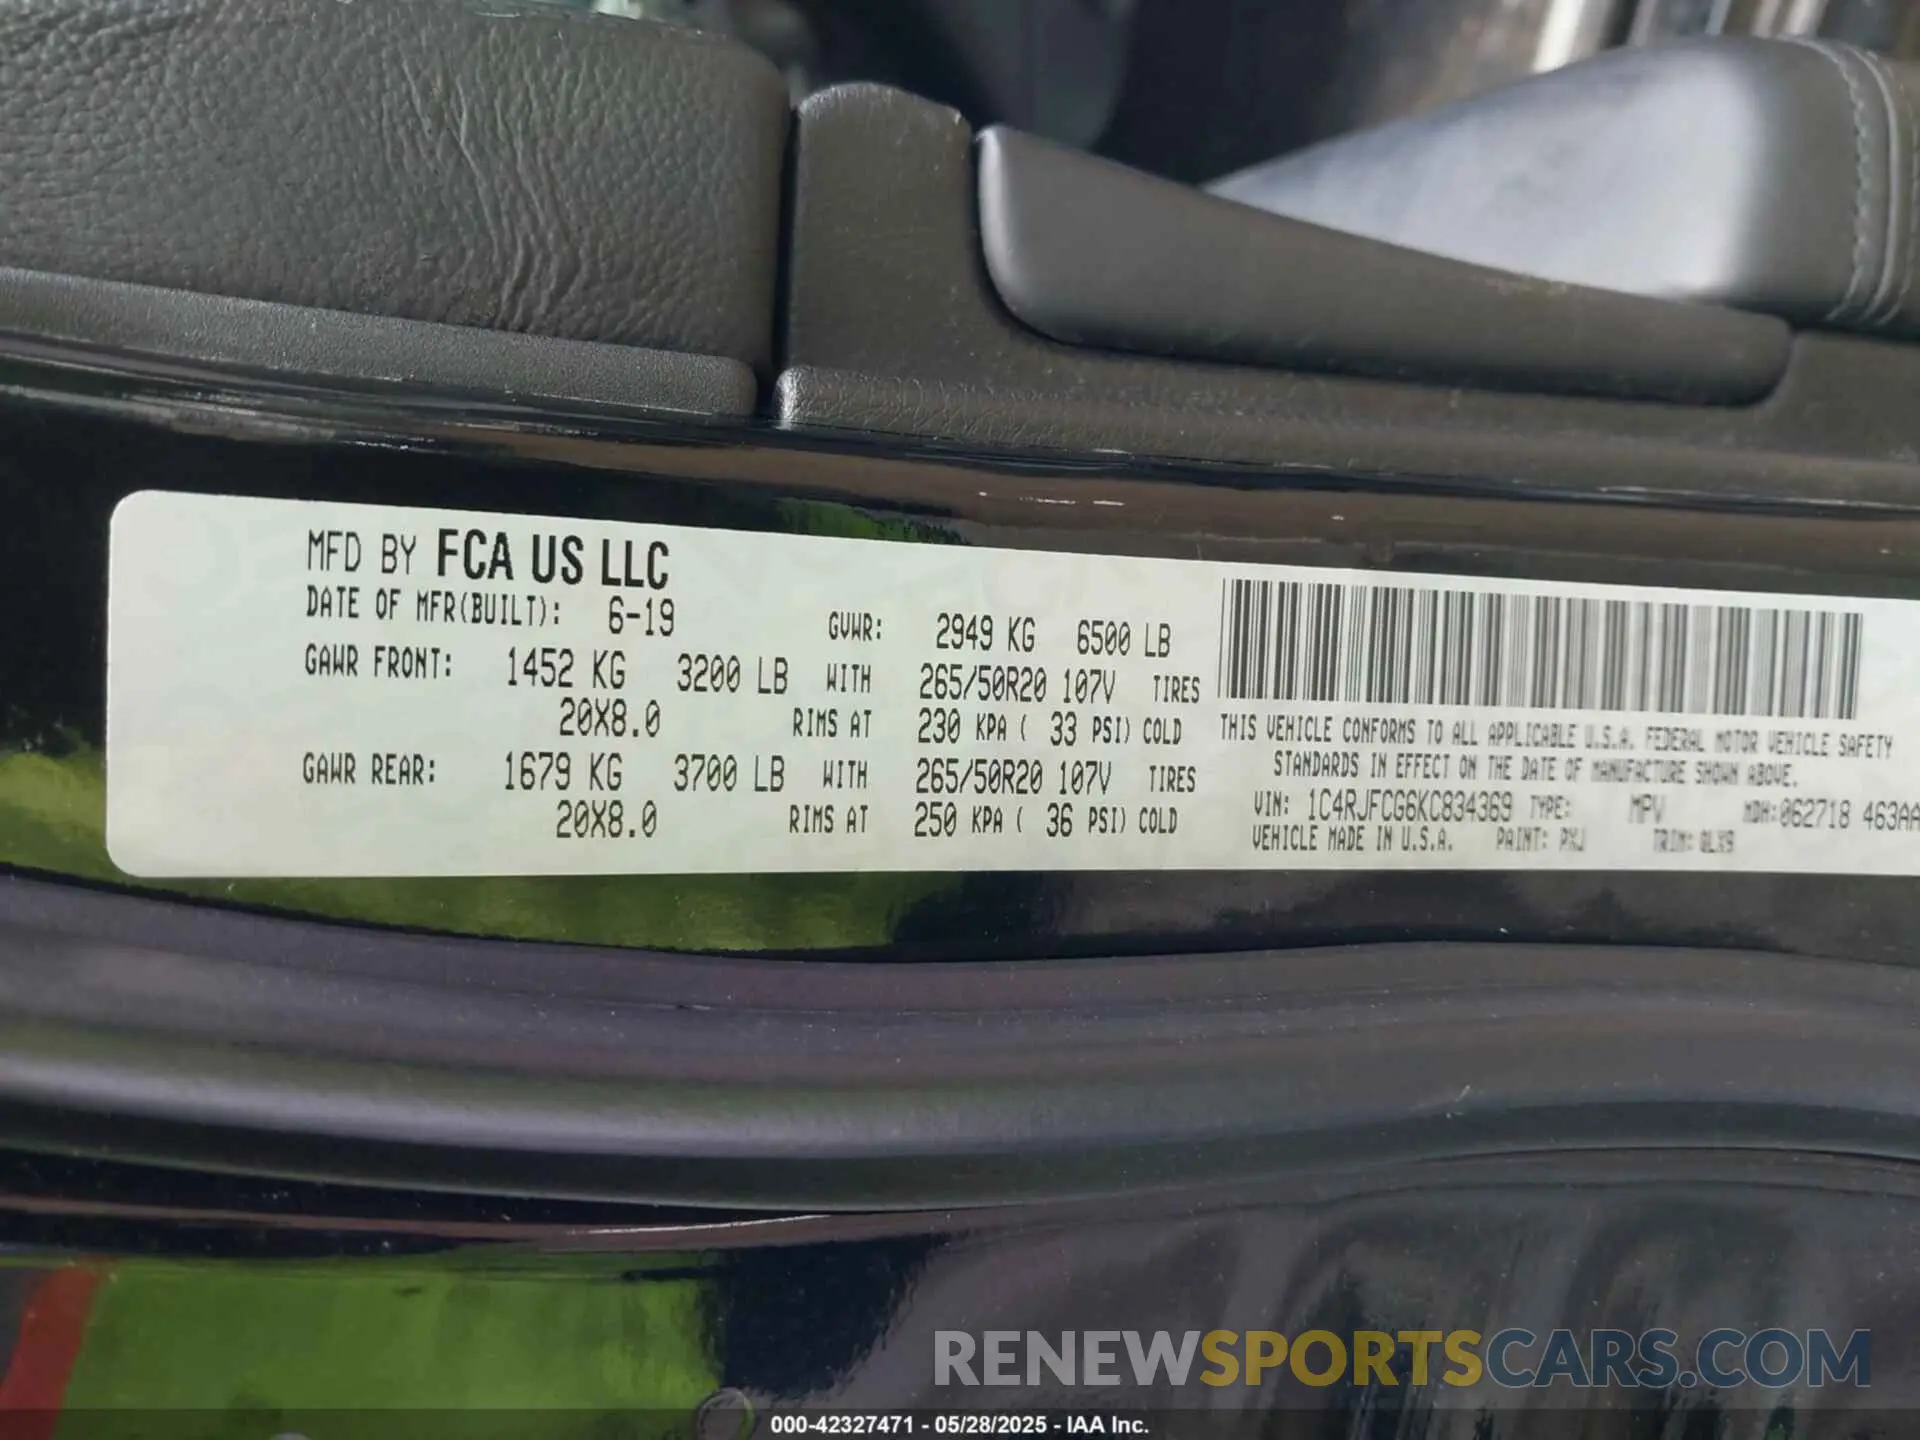 MFD BY FCA US LLC
DATE OF MFR(BUILT): 6-19 GVWR: 2949 KG 6500 LB
GAWR FRONT: 1452 KG 3200 LB WITH 265/50R20 107V TIRES
20X8.0 RIMS AT 230 KPA ( 33 PSI) COLD
GAWR REAR: 1679 KG 3700 LB WITH 265/50R20 107V TIRES
20X8.0 RIMS AT 250 KPA ( 36 PSI) COLD
THIS VEHICLE CONFORMS TO ALL APPLICABLE U.S.A. FEDERAL MOTOR VEHICLE SAFETY
STANDARDS IN EFFECT ON THE DATE OF MANUFACTURE SHOWN ABOVE.
VIN: 1C4RJFCG6KC834369 TYPE: MPV MDH:062718 463AA
VEHICLE MADE IN U.S.A. PAINT: PXJ TRIM: QLX9
RENEWSPORTSCARS.COM
000-42327471 - 05/28/2025 - IAA Inc.